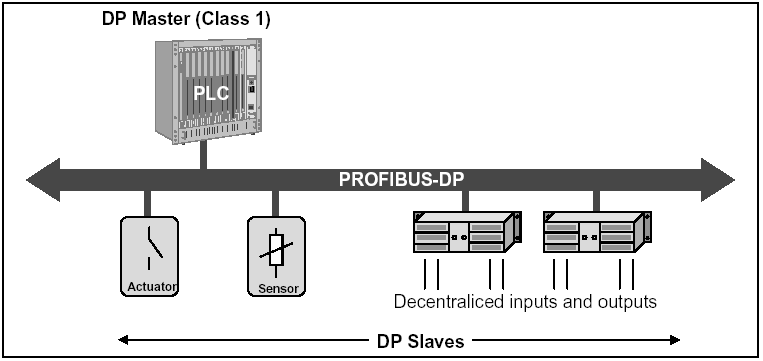 DP Master (Class 1)
PLC
PROFIBUS-DP
Actuator
Sensor
Decentraliced inputs and outputs
DP Slaves